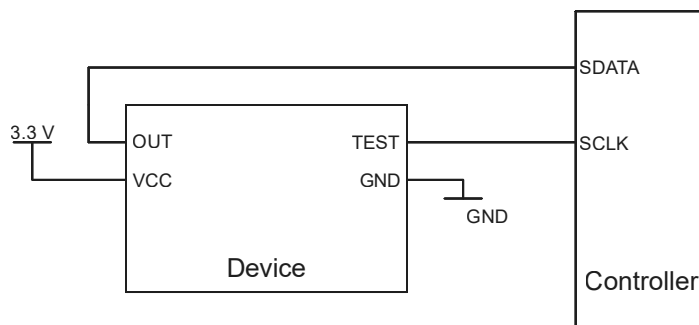 SDATA
3.3 V
OUT
TEST
SCLK
VCC
GND
GND
Device
Controller